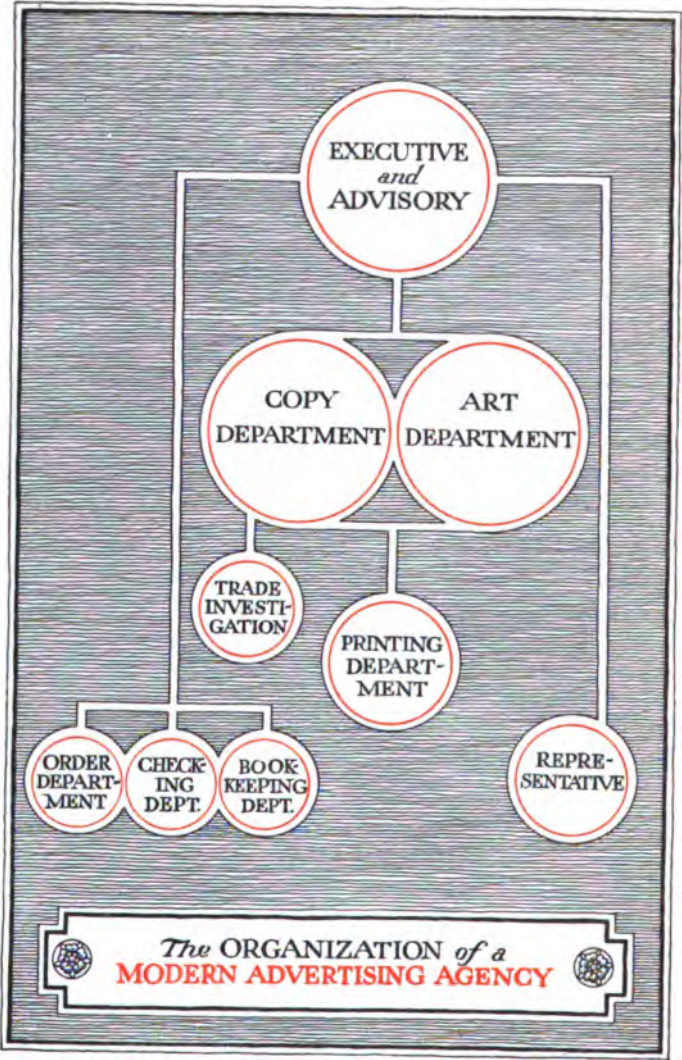 EXECUTIVE
and
ADVISORY
COPY
DEPARTMENT
ART
DEPARTMENT
TRADE
INVESTI-
GATION
PRINTING
DEPART-
MENT
ORDER
DEPART-
MENT
CHECK-
ING
DEPT.
BOOK-
KEEPING
DEPT.
REPRE-
SENTATIVE
The ORGANIZATION of a
MODERN ADVERTISING AGENCY